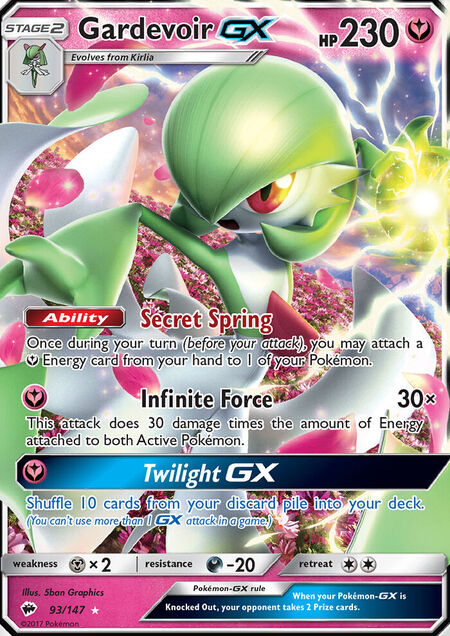 STAGE2 Gardevoir GX HP230
Evolves from Kirlia
Ability Secret Spring
Once during your turn (before your attack), you may attach a
Energy card from your hand to 1 of your Pokémon.
Infinite Force 30×
This attack does 30 damage times the amount of Energy
attached to both Active Pokémon.
Twilight GX
Shuffle 10 cards from your discard pile into your deck.
(You can't use more than 1 GX attack in a game.)
weakness ×2 resistance -20 retreat
Illus. 5ban Graphics
93/147
©2017 Pokémon
Pokémon-GX rule
When your Pokémon-GX is
Knocked Out, your opponent takes 2 Prize cards.